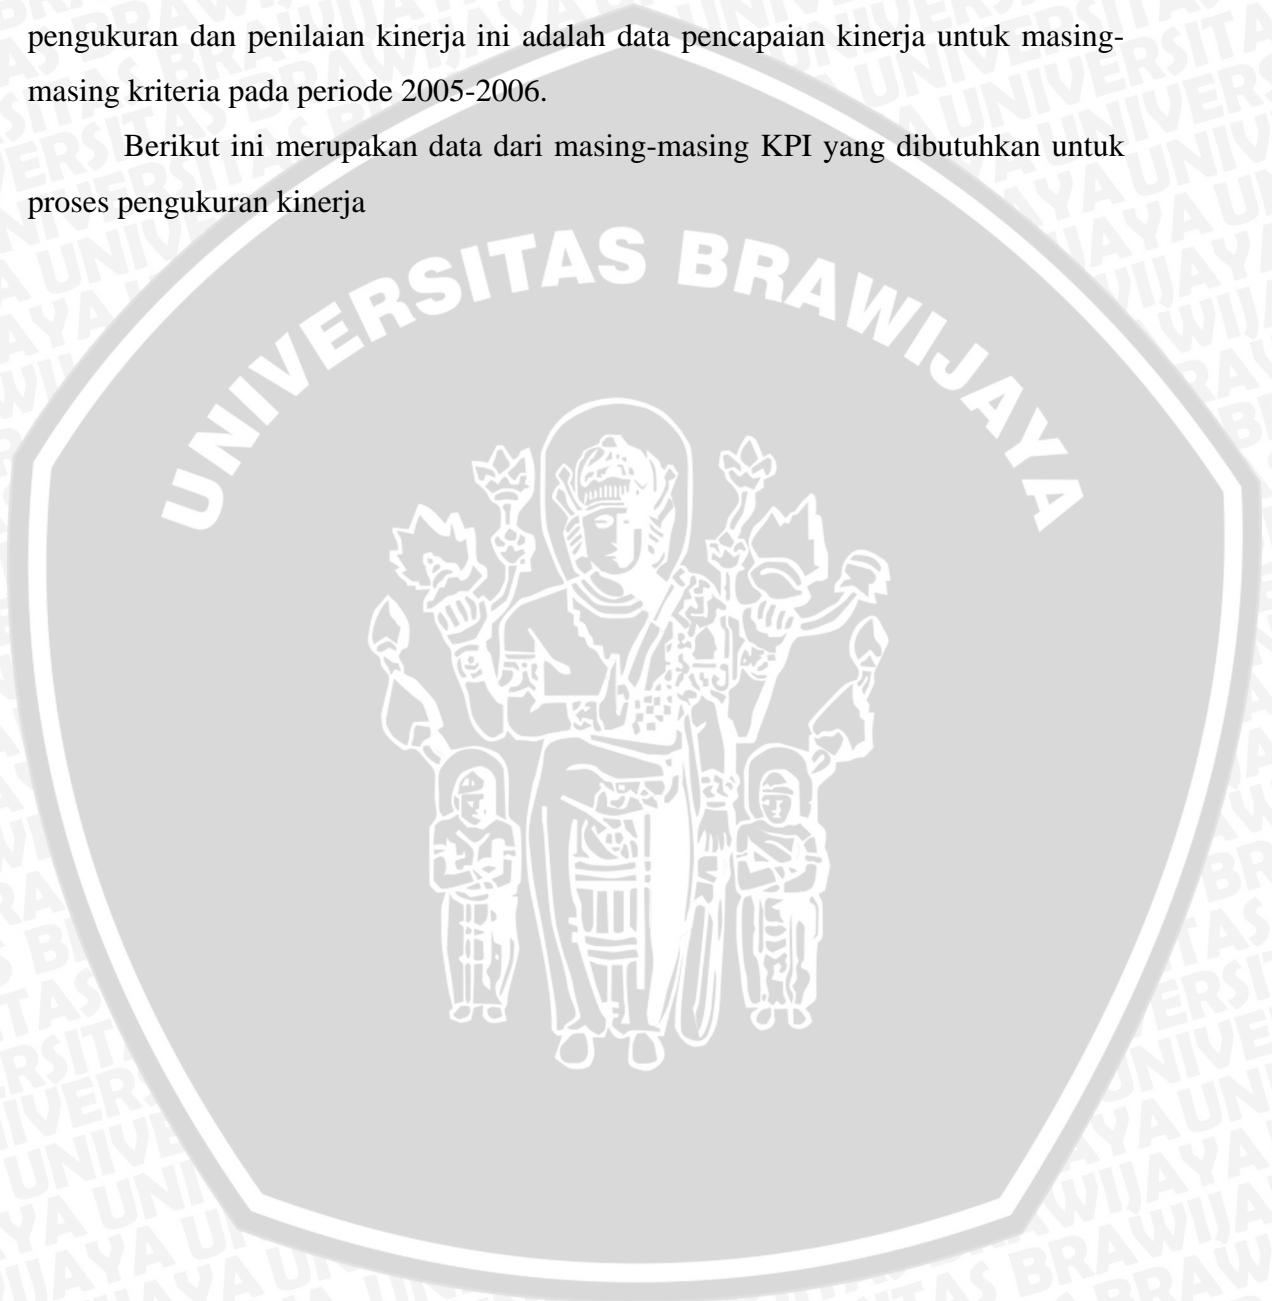 pengukuran dan penilaian kinerja ini adalah data pencapaian kinerja untuk masing-
masing kriteria pada periode 2005-2006.
Berikut ini merupakan data dari masing-masing KPI yang dibutuhkan untuk
proses pengukuran kinerja
UNIVERSITAS BRAWIJAYA